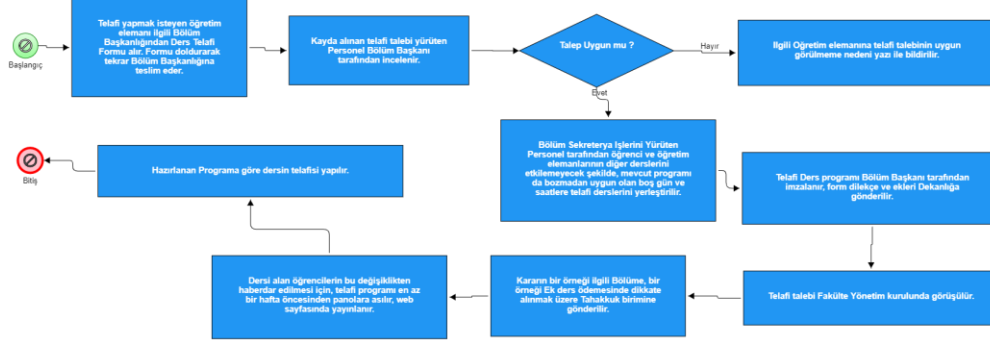 Telafi yapmak isteyen öğretim
elemanı ilgili Bölüm
Başkanlığından Ders Telafi
Formu alır. Formu doldurarak
tekrar Bölüm Başkanlığına
teslim eder.
Başlangıç
Kayda alınan telafi talebi yürüten
Personel Bölüm Başkanı
tarafından incelenir.
Talep Uygun mu ?
Hayır
Ilgili Oğretim elemanına telafi talebinin uygun
görülmeme nedeni yazı ile bildirilir.
Evet
Bölüm Sekreterya Işlerini Yürüten
Personel tarafından öğrenci ve öğretim
elemanlarının diğer derslerini
etkilemeyecek şekilde, mevcut programı
da bozmadan uygun olan boş gün ve
saatlere telafi derslerini yerleştirilir.
Telafi Ders programı Bölüm Başkanı tarafından
imzalanır, form dilekçe ve ekleri Dekanlığa
gönderilir.
Telafi talebi Fakülte Yönetim kurulunda görüşülür.
Kararın bir örneği ilgili Bölüme, bir
örneği Ek ders ödemesinde dikkate
alınmak üzere Tahakkuk birimine
gönderilir.
Dersi alan öğrencilerin bu değişiklikten
haberdar edilmesi için, telafi programı en az
bir hafta öncesinden panolara asılır, web
sayfasında yayınlanır.
Hazırlanan Programa göre dersin telafisi yapılır.
Bitiş